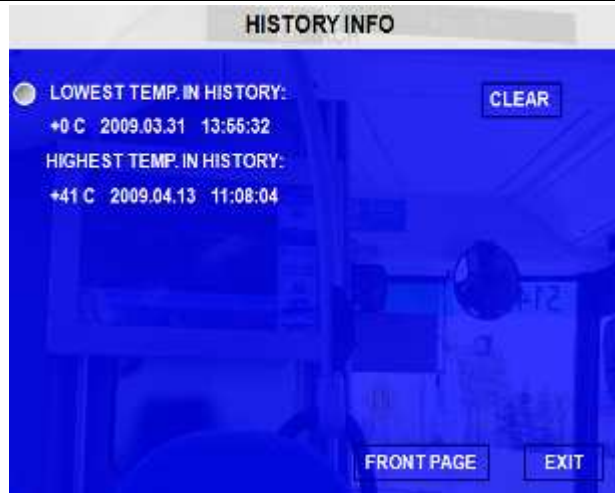 HISTORY INFO
LOWEST TEMP. IN HISTORY:
CLEAR
+0 C 2009.03.31 13:55:32
HIGHEST TEMP. IN HISTORY:
+41 C 2009.04.13 11:08:04
FRONT PAGE
EXIT